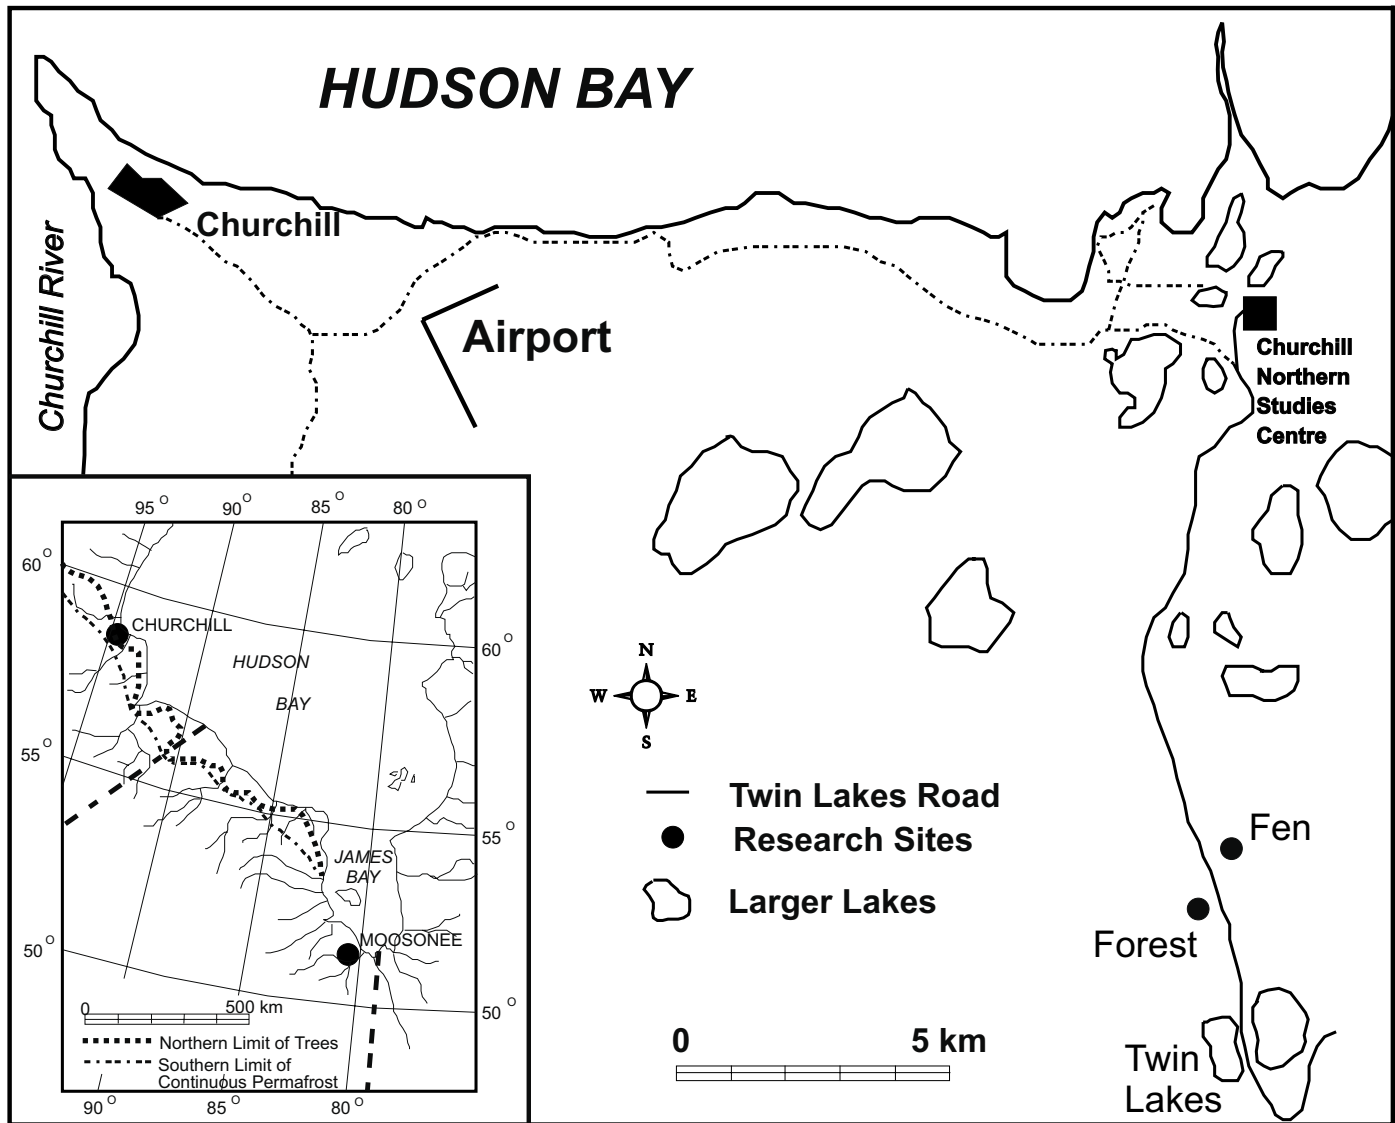 HUDSON BAY
Churchill
Churchill River
Airport
Churchill
Northern
Studies
Centre
N
W E
S
Twin Lakes Road
Research Sites
Larger Lakes
Fen
Forest
0 5 km
Twin
Lakes
95 O 90 O 85 O 80 O
60 O
CHURCHILL
HUDSON
BAY
60 O
55 O
55 O
JAMES
BAY
50 O
MOOSONEE
50 O
0 500 km
Northern Limit of Trees
Southern Limit of
Continuous Permafrost
90 O 85 O 80 O